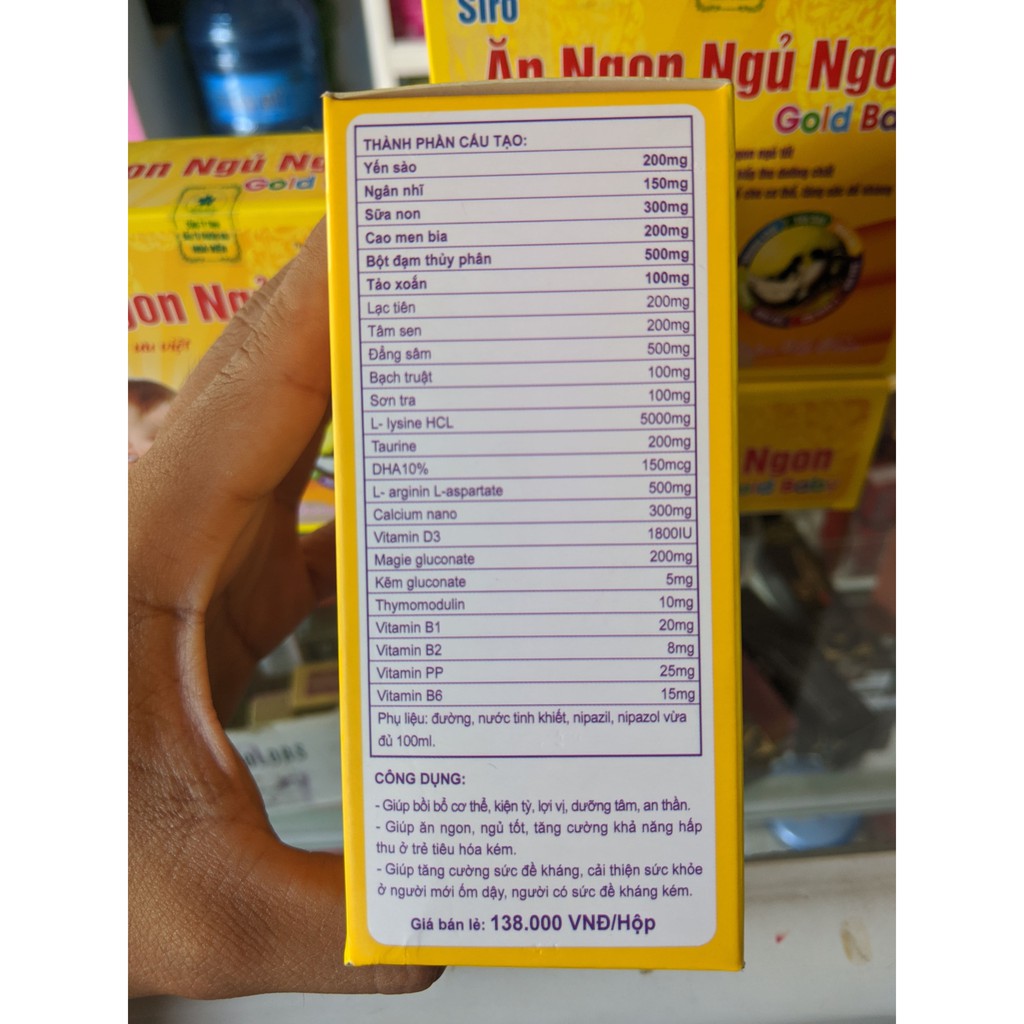 Siro
Ăn Ngon Ngủ Ngo
Gold Ba
on Ngủ Ng
Gold
ưu việt
Ngon
THÀNH PHẦN CẤU TẠO:
Yến sào 200mg
Ngân nhĩ 150mg
Sữa non 300mg
Cao men bia 200mg
Bột đạm thủy phân 500mg
Tảo xoắn 100mg
Lạc tiên 200mg
Tâm sen 200mg
Đẳng sâm 500mg
Bạch truật 100mg
Sơn tra 100mg
L- lysine HCL 5000mg
Taurine 200mg
DHA10% 150mcg
L- arginin L-aspartate 500mg
Calcium nano 300mg
Vitamin D3 1800IU
Magie gluconate 200mg
Kẽm gluconate 5mg
Thymomodulin 10mg
Vitamin B1 20mg
Vitamin B2 8mg
Vitamin PP 25mg
Vitamin B6 15mg
Phụ liệu: đường, nước tinh khiết, nipazil, nipazol vừa
đủ 100ml.
CÔNG DỤNG:
- Giúp bồi bổ cơ thể, kiện tỳ, lợi vị, dưỡng tâm, an thần.
- Giúp ăn ngon, ngủ tốt, tăng cường khả năng hấp
thu ở trẻ tiêu hóa kém.
- Giúp tăng cường sức đề kháng, cải thiện sức khỏe
ở người mới ốm dậy, người có sức đề kháng kém.
Giá bán lẻ: 138.000 VNĐ/Hộp